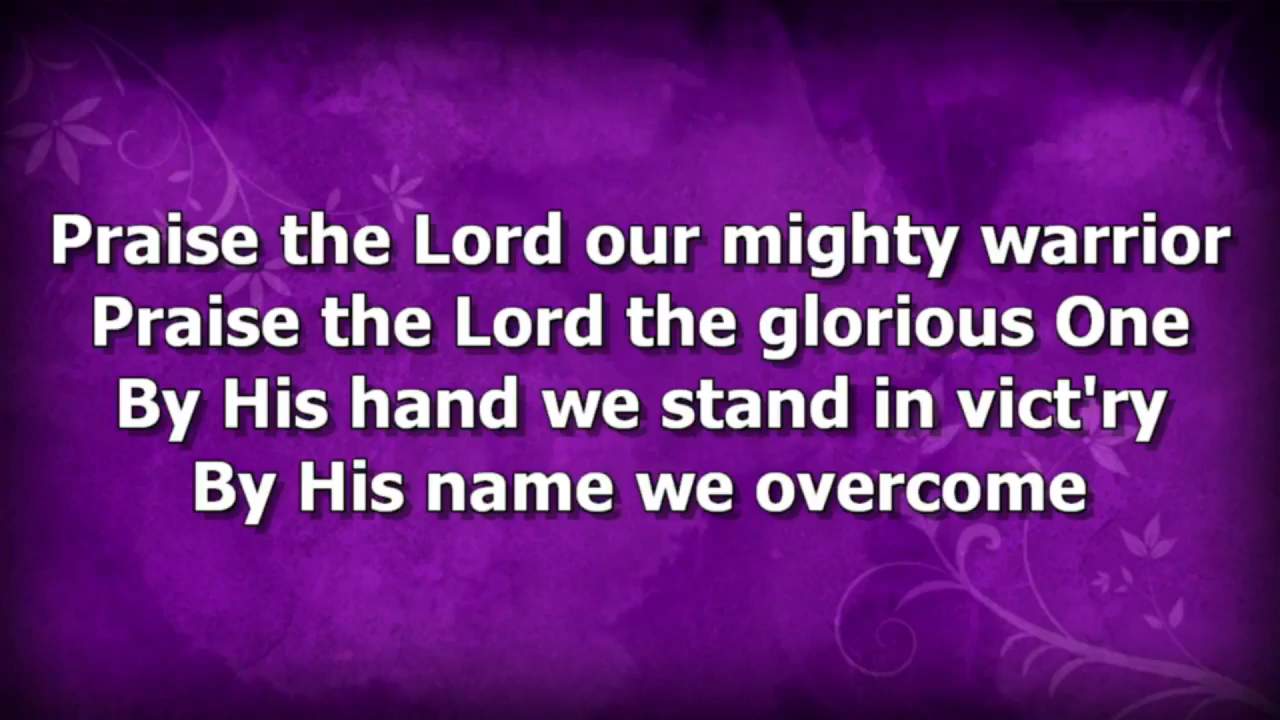 Praise the Lord our mighty warrior
Praise the Lord the glorious One
By His hand we stand in vict'ry
By His name we overcome